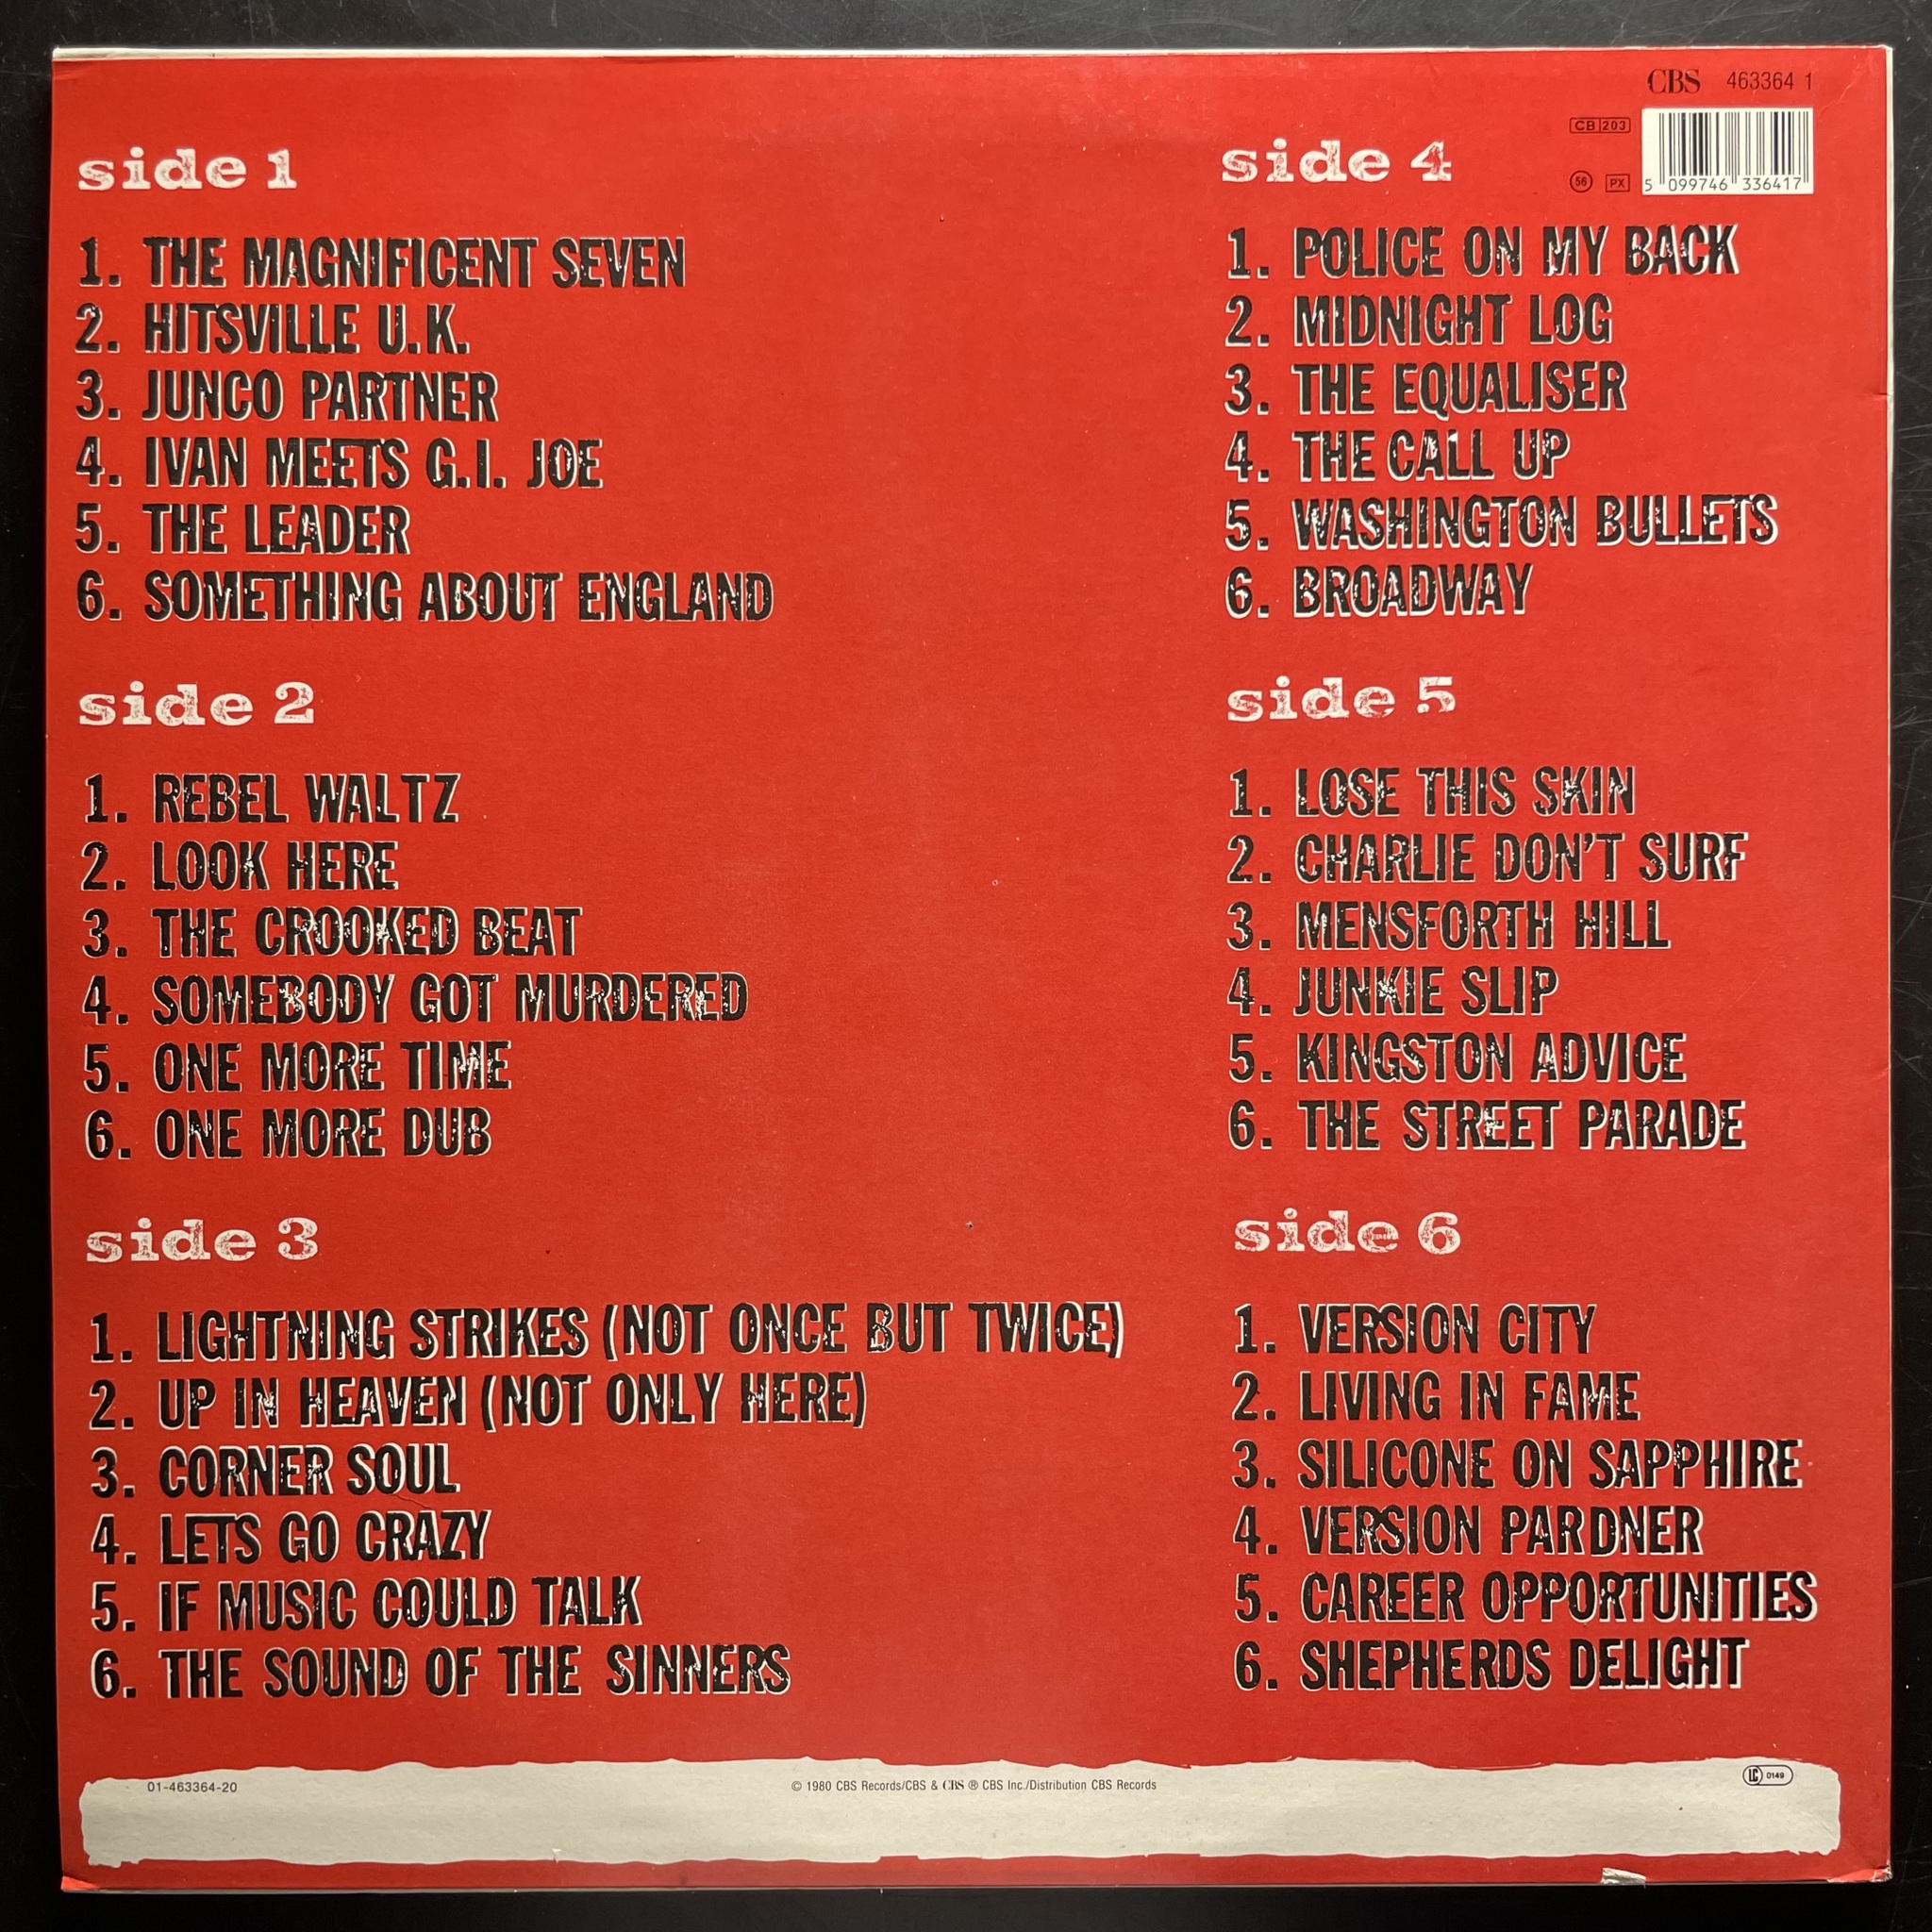 CBS 463364 1
CB 203
56 PX
5 099746 336417
side 1
1. THE MAGNIFICENT SEVEN
2. HITSVILLE U.K.
3. JUNCO PARTNER
4. IVAN MEETS G.I. JOE
5. THE LEADER
6. SOMETHING ABOUT ENGLAND
side 2
1. REBEL WALTZ
2. LOOK HERE
3. THE CROOKED BEAT
4. SOMEBODY GOT MURDERED
5. ONE MORE TIME
6. ONE MORE DUB
side 3
1. LIGHTNING STRIKES (NOT ONCE BUT TWICE)
2. UP IN HEAVEN (NOT ONLY HERE)
3. CORNER SOUL
4. LETS GO CRAZY
5. IF MUSIC COULD TALK
6. THE SOUND OF THE SINNERS
side 4
1. POLICE ON MY BACK
2. MIDNIGHT LOG
3. THE EQUALISER
4. THE CALL UP
5. WASHINGTON BULLETS
6. BROADWAY
side 5
1. LOSE THIS SKIN
2. CHARLIE DON'T SURF
3. MENSFORTH HILL
4. JUNKIE SLIP
5. KINGSTON ADVICE
6. THE STREET PARADE
side 6
1. VERSION CITY
2. LIVING IN FAME
3. SILICONE ON SAPPHIRE
4. VERSION PARDNER
5. CAREER OPPORTUNITIES
6. SHEPHERDS DELIGHT
01-463364-20
© 1980 CBS Records/CBS & CBS ® CBS Inc./Distribution CBS Records
LC 0149